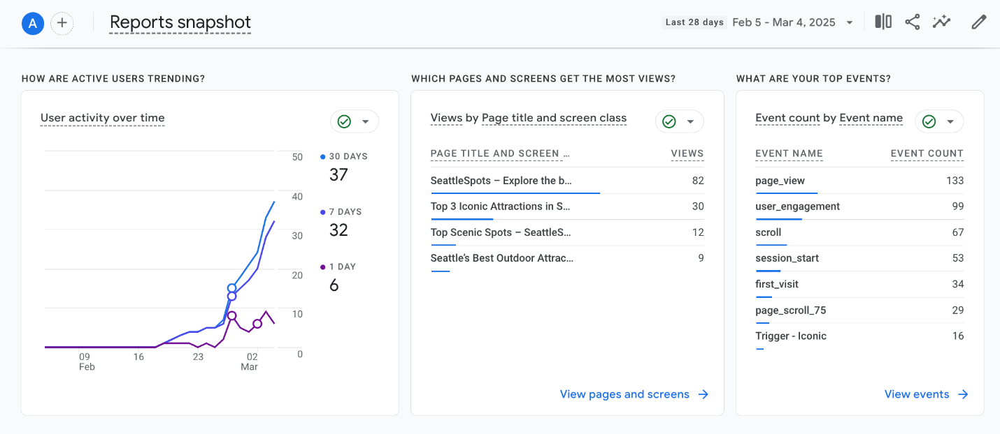 A
Reports snapshot
Last 28 days Feb 5 - Mar 4, 2025
HOW ARE ACTIVE USERS TRENDING?
User activity over time
50
40
30
20
10
0
09
Feb
16
23
02
Mar
30 DAYS
37
7 DAYS
32
1 DAY
6
WHICH PAGES AND SCREENS GET THE MOST VIEWS?
Views by Page title and screen class
PAGE TITLE AND SCREEN … VIEWS
SeattleSpots – Explore the b… 82
Top 3 Iconic Attractions in S… 30
Top Scenic Spots – SeattleS… 12
Seattle’s Best Outdoor Attrac… 9
View pages and screens
WHAT ARE YOUR TOP EVENTS?
Event count by Event name
EVENT NAME EVENT COUNT
page_view 133
user_engagement 99
scroll 67
session_start 53
first_visit 34
page_scroll_75 29
Trigger - Iconic 16
View events